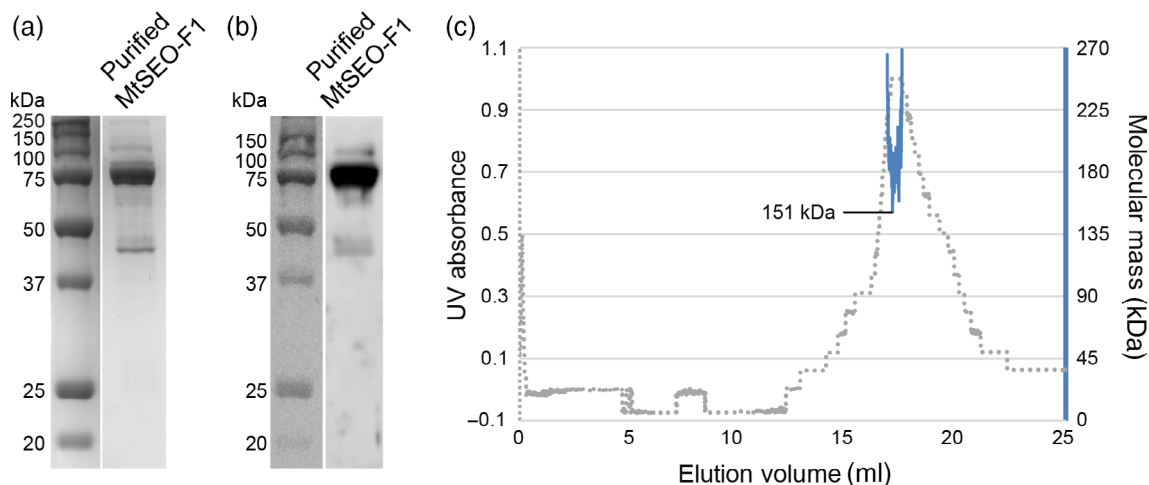 (a)
Purified
MtSEO-F1
kDa
250
150
100
75
50
37
25
20
(b)
Purified
MtSEO-F1
kDa
150
100
75
50
37
25
20
(c)
1.1
0.9
0.7
0.5
0.3
0.1
–0.1
UV absorbance
151 kDa
270
225
180
135
90
45
0
Molecular mass (kDa)
0
5
10
15
20
25
Elution volume (ml)